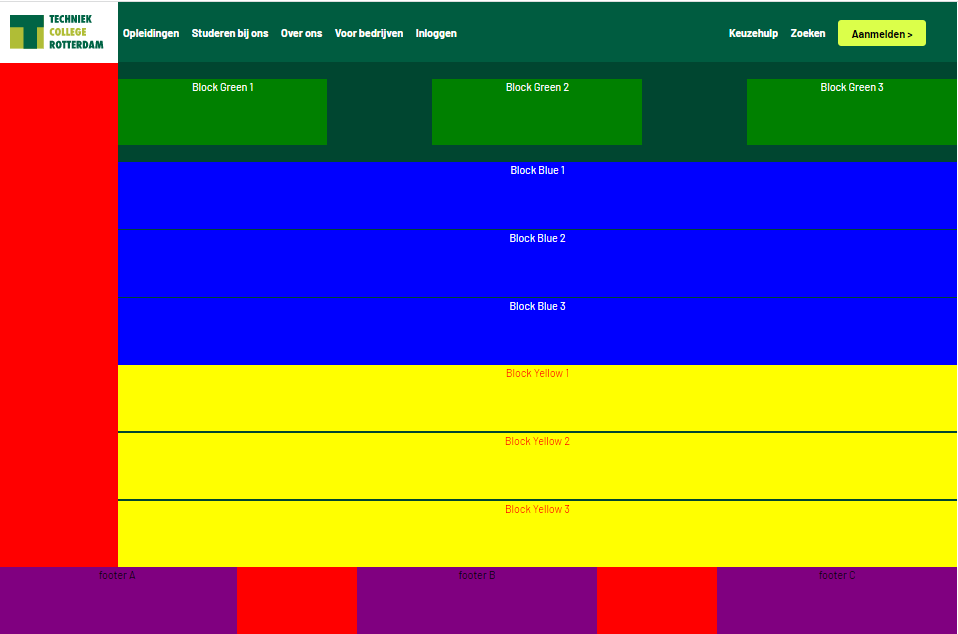 TECHNIEK
COLLEGE
ROTTERDAM
Opleidingen Studeren bij ons Over ons Voor bedrijven Inloggen Keuzehulp Zoeken Aanmelden >
Block Green 1 Block Green 2 Block Green 3
Block Blue 1
Block Blue 2
Block Blue 3
Block Yellow 1
Block Yellow 2
Block Yellow 3
footer A footer B footer C